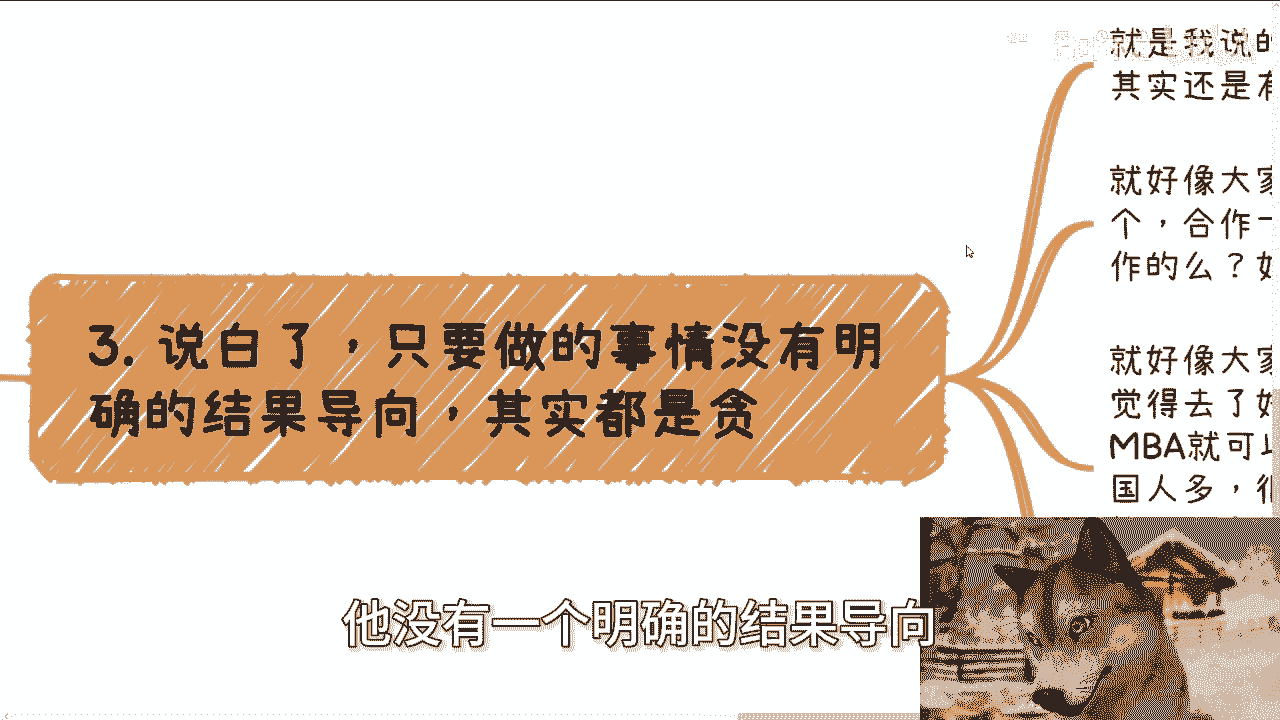 就是我说的
其实还是有
就好像大家
个，合作一
作的么？如
3. 说白了，只要做的事情没有明
确的结果导向，其实都是贪
就好像大家
觉得去了好
MBA就可以
国人多，很
他没有一个明确的结果导向